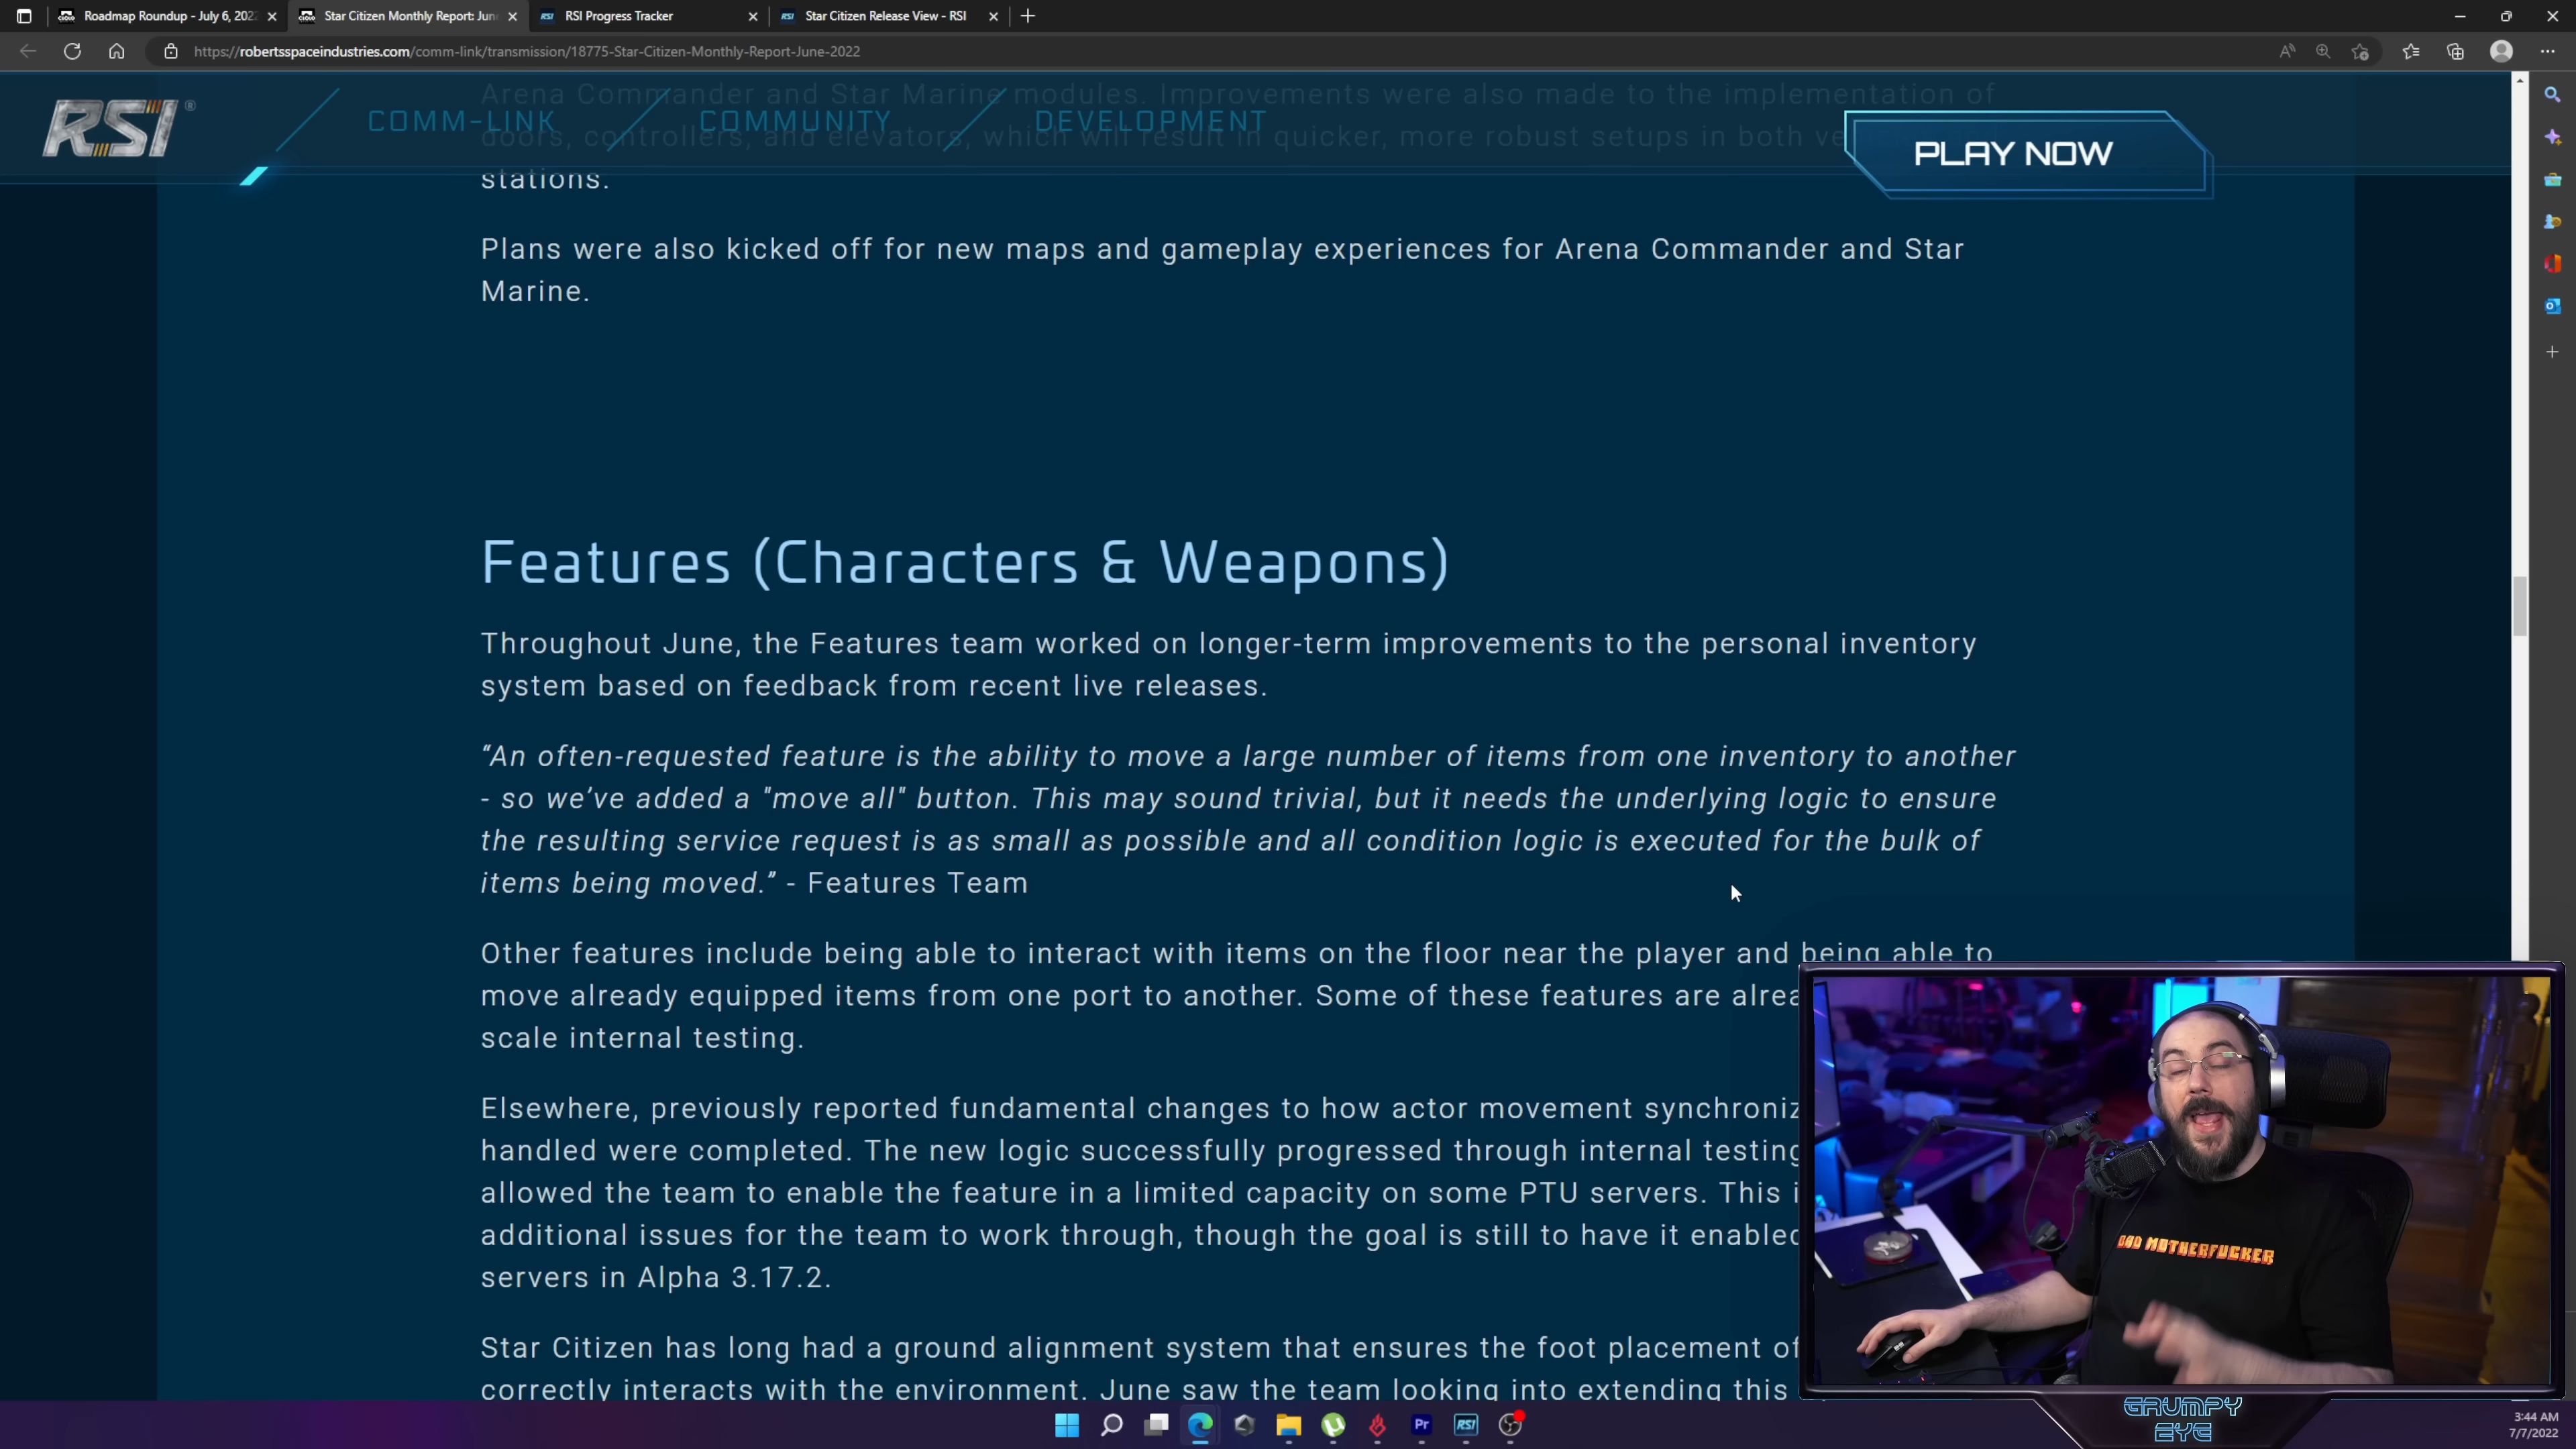 Roadmap Roundup - July 6, 202
Star Citizen Monthly Report: Jun
RSI Progress Tracker
Star Citizen Release View - RSI
https://robertsspaceindustries.com/comm-link/transmission/18775-Star-Citizen-Monthly-Report-June-2022
Arena Commander and Star Marine modules. Improvements were also made to the implementation of
RSI ®
COMM-LINK
COMMUNITY
DEVELOPMENT
PLAY NOW
doors, controllers, and elevators, which will result in quicker, more robust setups in both ve
stations.
Plans were also kicked off for new maps and gameplay experiences for Arena Commander and Star
Marine.
Features (Characters & Weapons)
Throughout June, the Features team worked on longer-term improvements to the personal inventory
system based on feedback from recent live releases.
“An often-requested feature is the ability to move a large number of items from one inventory to another
- so we’ve added a "move all" button. This may sound trivial, but it needs the underlying logic to ensure
the resulting service request is as small as possible and all condition logic is executed for the bulk of
items being moved.” - Features Team
Other features include being able to interact with items on the floor near the player and being able to
move already equipped items from one port to another. Some of these features are alrea
scale internal testing.
Elsewhere, previously reported fundamental changes to how actor movement synchroniz
handled were completed. The new logic successfully progressed through internal testing
allowed the team to enable the feature in a limited capacity on some PTU servers. This i
additional issues for the team to work through, though the goal is still to have it enabled
servers in Alpha 3.17.2.
Star Citizen has long had a ground alignment system that ensures the foot placement of
correctly interacts with the environment. June saw the team looking into extending this
BAD MOTHERFUCKER
GRUMPY
EYE
Pr
RSI
3:44 AM
7/7/2022